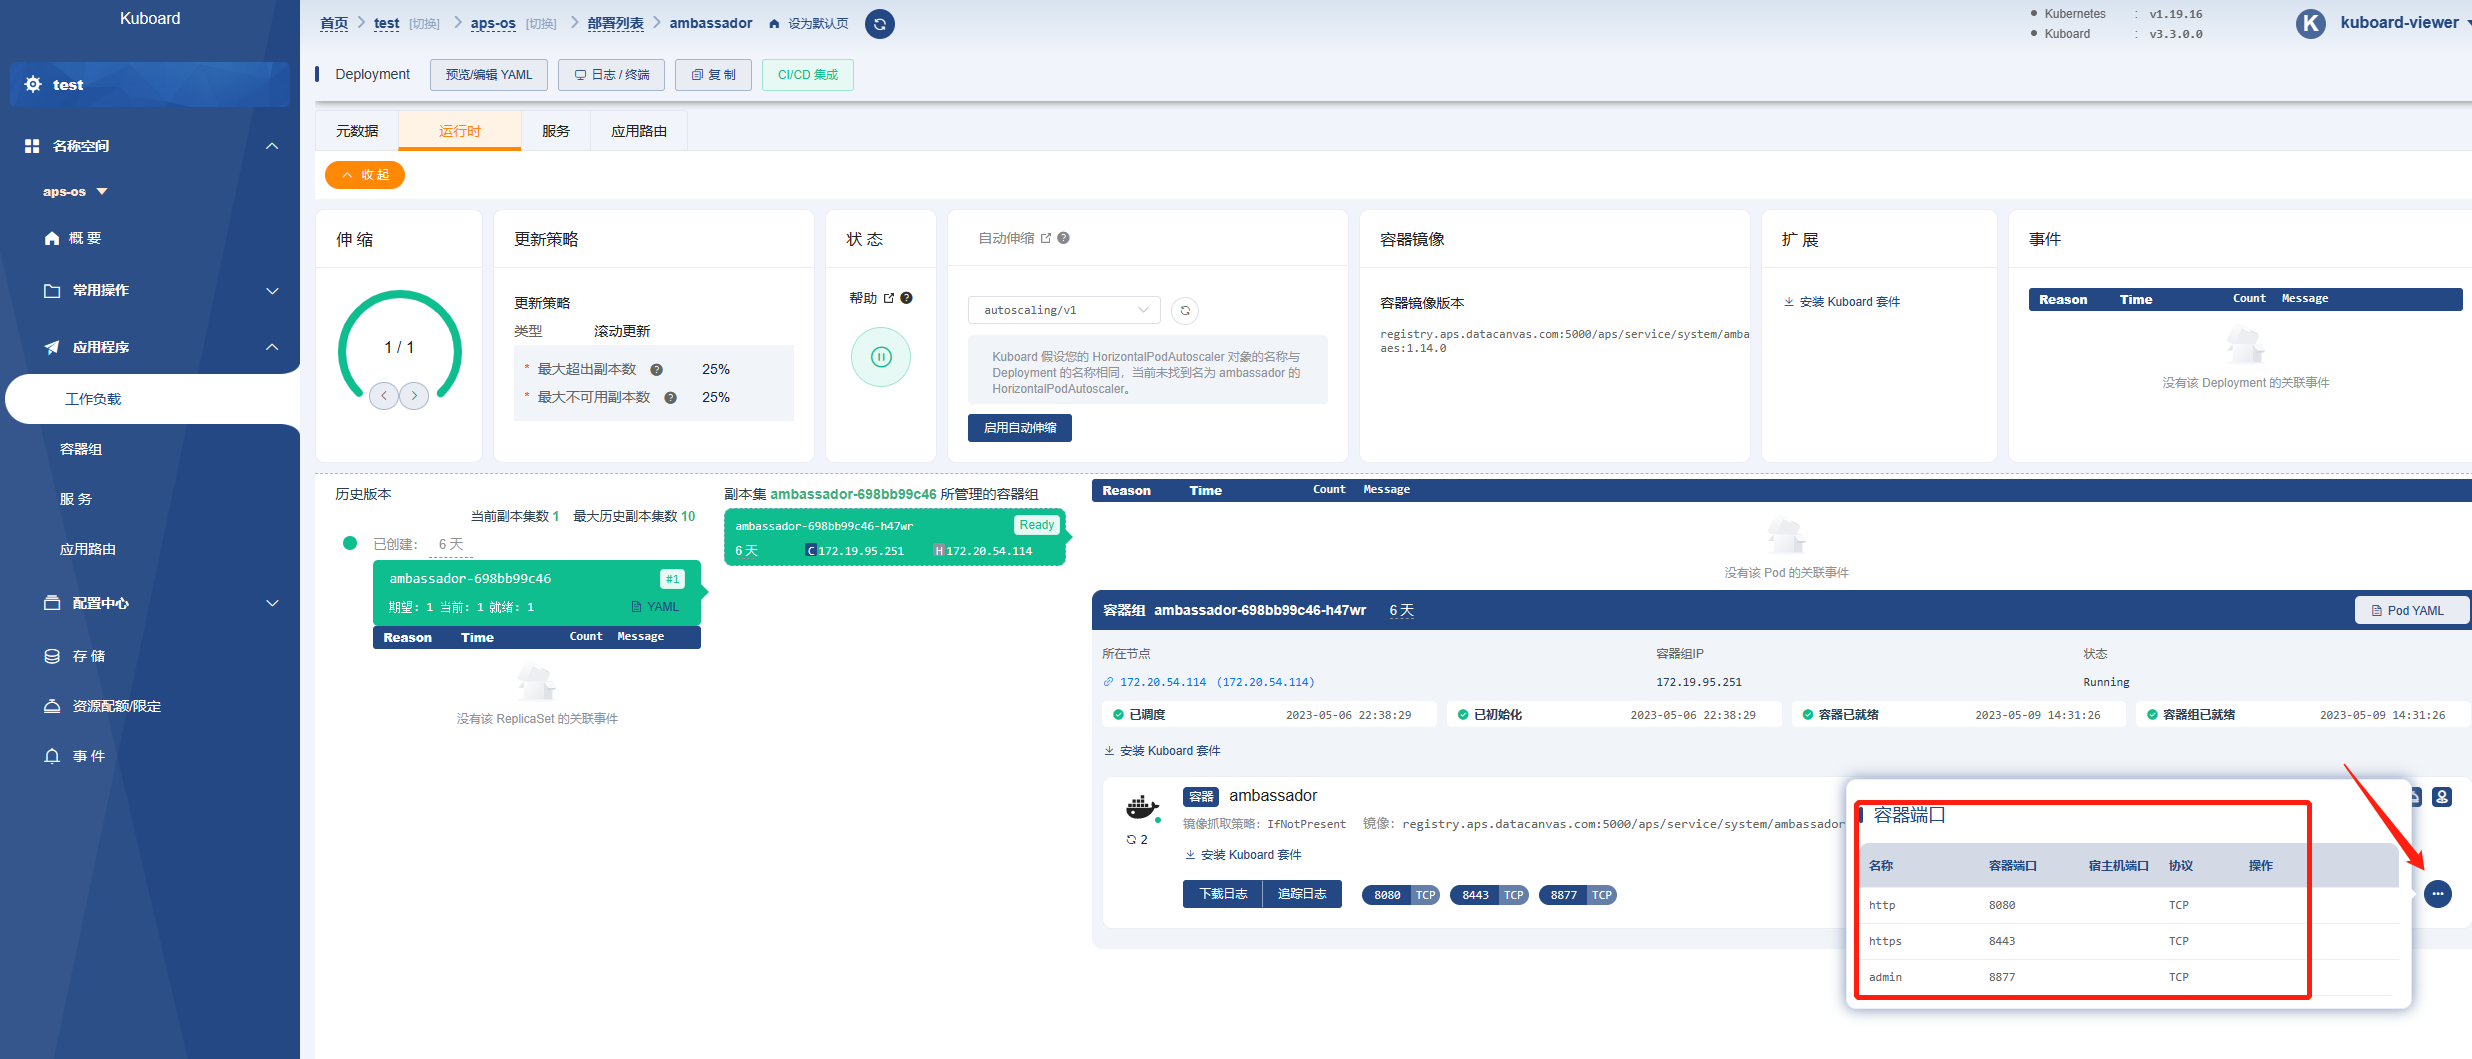 Kuboard
test
名称空间
aps-os
概 要
常用操作
应用程序
工作负载
容器组
服 务
应用路由
配置中心
存 储
资源配额/限定
事 件
首页 test [切换] aps-os [切换] 部署列表 ambassador 设为默认页
Kubernetes : v1.19.16
Kuboard : v3.3.0.0
K kuboard-viewer
Deployment 预览/编辑 YAML 日志 / 终端 复 制 CI/CD 集成
元数据 运行时 服务 应用路由
收 起
伸 缩
1 / 1
更新策略
更新策略
类型 滚动更新
* 最大超出副本数 25%
* 最大不可用副本数 25%
状 态
帮助
自动伸缩
autoscaling/v1
Kuboard 假设您的 HorizontalPodAutoscaler 对象的名称与
Deployment 的名称相同，当前未找到名为 ambassador 的
HorizontalPodAutoscaler。
启用自动伸缩
容器镜像
容器镜像版本
registry.aps.datacanvas.com:5000/aps/service/system/amba
aes:1.14.0
扩 展
安装 Kuboard 套件
事件
Reason Time Count Message
没有该 Deployment 的关联事件
历史版本
当前副本集数 1 最大历史副本集数 10
已创建： 6 天
ambassador-698bb99c46 #1
期望: 1 当前: 1 就绪: 1 YAML
Reason Time Count Message
没有该 ReplicaSet 的关联事件
副本集 ambassador-698bb99c46 所管理的容器组
ambassador-698bb99c46-h47wr Ready
6 天 C 172.19.95.251 H 172.20.54.114
Reason Time Count Message
没有该 Pod 的关联事件
容器组 ambassador-698bb99c46-h47wr 6 天 Pod YAML
所在节点 容器组IP 状态
172.20.54.114 (172.20.54.114) 172.19.95.251 Running
已调度 2023-05-06 22:38:29 已初始化 2023-05-06 22:38:29 容器已就绪 2023-05-09 14:31:26 容器组已就绪 2023-05-09 14:31:26
安装 Kuboard 套件
容器 ambassador
镜像抓取策略: IfNotPresent 镜像: registry.aps.datacanvas.com:5000/aps/service/system/ambassador
2
安装 Kuboard 套件
下载日志 追踪日志 8080 TCP 8443 TCP 8877 TCP
容器端口
名称 容器端口 宿主机端口 协议 操作
http 8080 TCP
https 8443 TCP
admin 8877 TCP